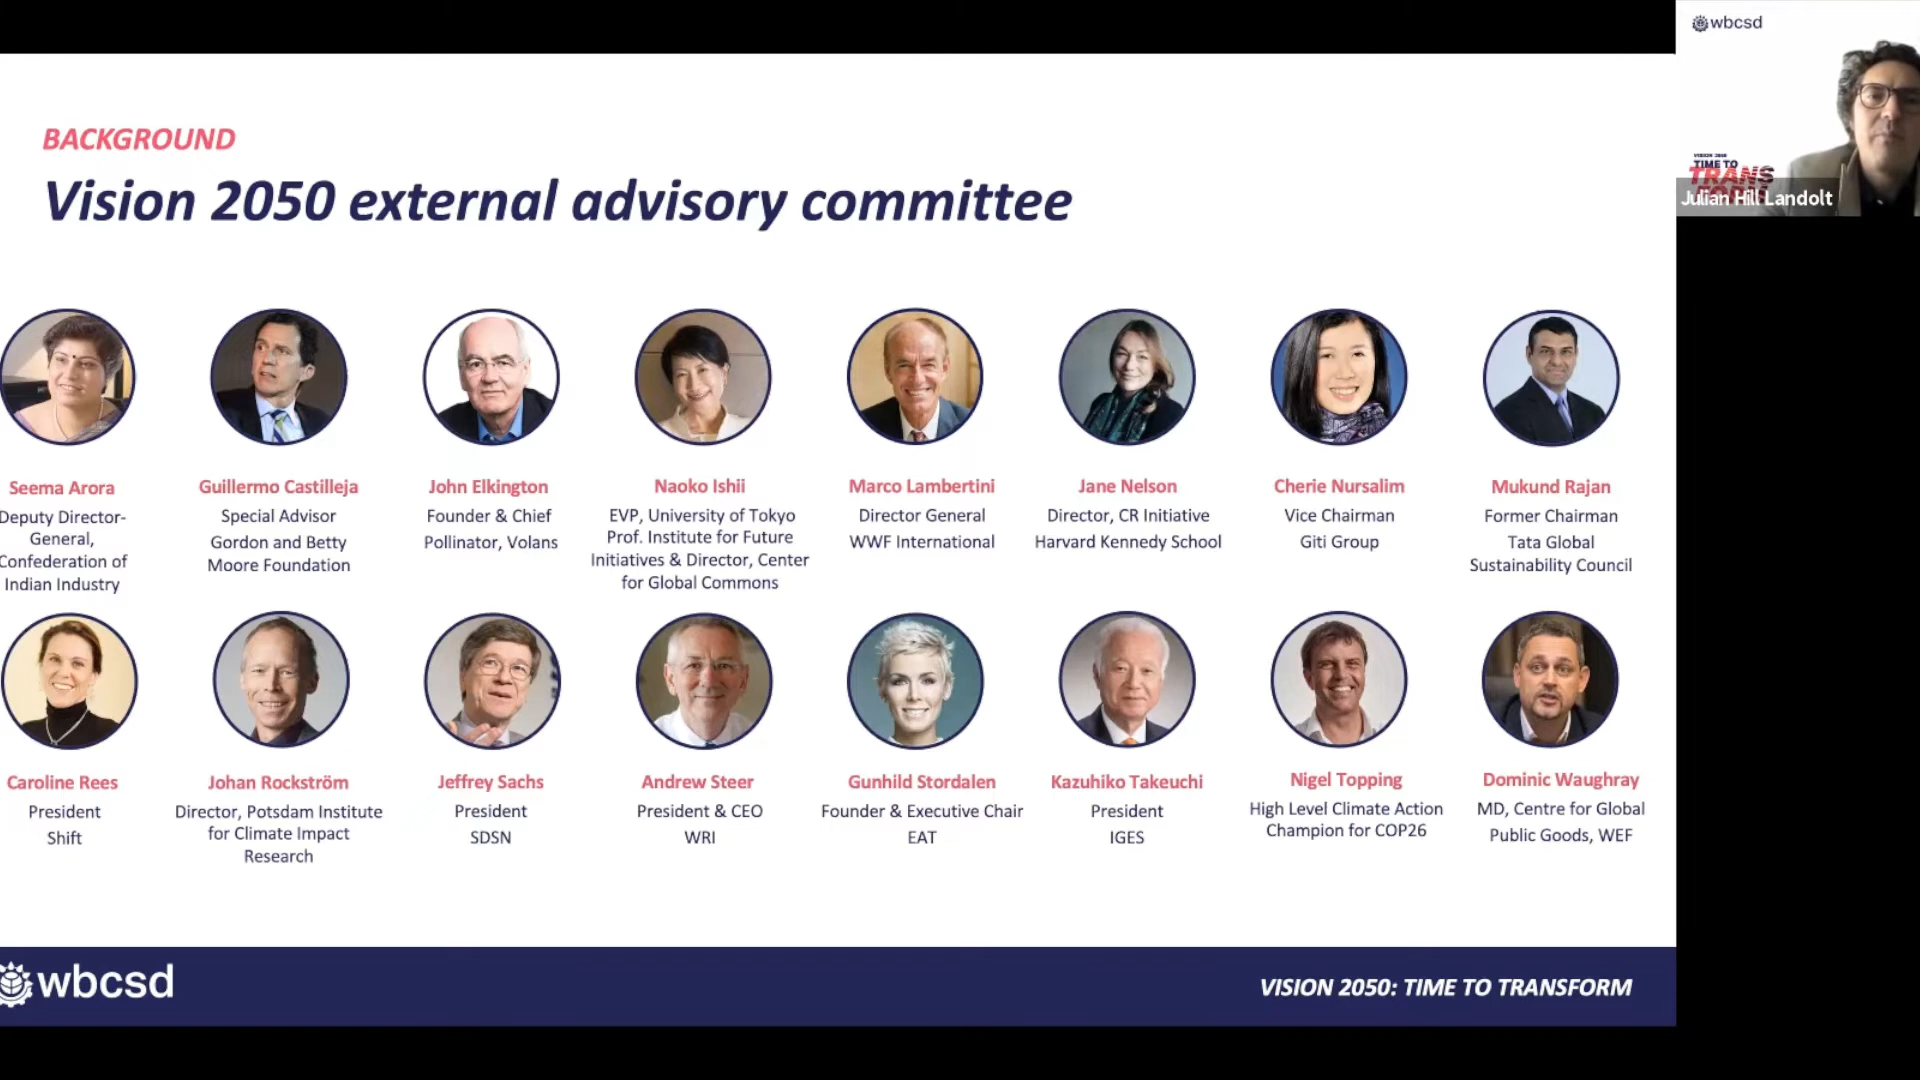 wbcsd
VISION 2050
TIME TO
TRANS
FORM
Julian Hill Landolt
BACKGROUND
Vision 2050 external advisory committee
Seema Arora
Deputy Director-
General,
Confederation of
Indian Industry
Guillermo Castilleja
Special Advisor
Gordon and Betty
Moore Foundation
John Elkington
Founder & Chief
Pollinator, Volans
Naoko Ishii
EVP, University of Tokyo
Prof. Institute for Future
Initiatives & Director, Center
for Global Commons
Marco Lambertini
Director General
WWF International
Jane Nelson
Director, CR Initiative
Harvard Kennedy School
Cherie Nursalim
Vice Chairman
Giti Group
Mukund Rajan
Former Chairman
Tata Global
Sustainability Council
Caroline Rees
President
Shift
Johan Rockström
Director, Potsdam Institute
for Climate Impact
Research
Jeffrey Sachs
President
SDSN
Andrew Steer
President & CEO
WRI
Gunhild Stordalen
Founder & Executive Chair
EAT
Kazuhiko Takeuchi
President
IGES
Nigel Topping
High Level Climate Action
Champion for COP26
Dominic Waughray
MD, Centre for Global
Public Goods, WEF
wbcsd
VISION 2050: TIME TO TRANSFORM